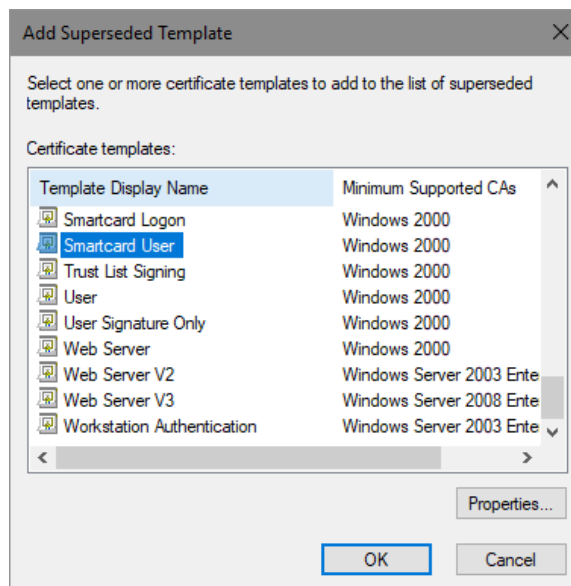 Add Superseded Template
Select one or more certificate templates to add to the list of superseded
templates.
Certificate templates:
Template Display Name Minimum Supported CAs
Smartcard Logon Windows 2000
Smartcard User Windows 2000
Trust List Signing Windows 2000
User Windows 2000
User Signature Only Windows 2000
Web Server Windows 2000
Web Server V2 Windows Server 2003 Ente
Web Server V3 Windows Server 2008 Ente
Workstation Authentication Windows Server 2003 Ente
Properties...
OK Cancel